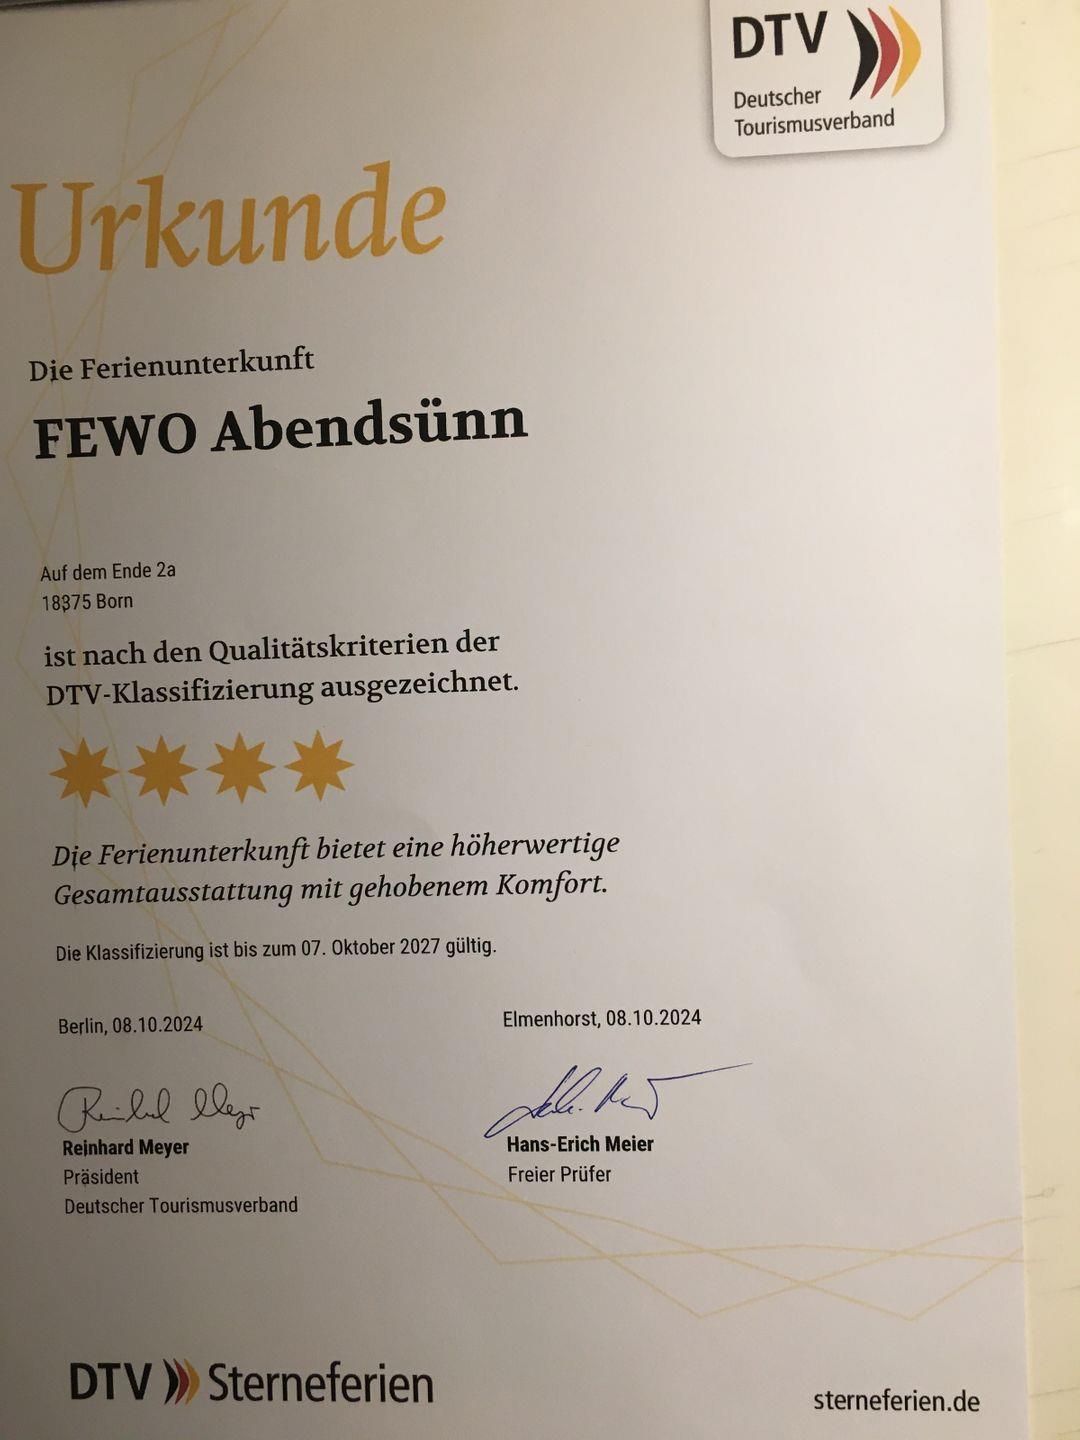 DTV
Deutscher
Tourismusverband
Urkunde
Die Ferienunterkunft
FEWO Abendsünn
Auf dem Ende 2a
18375 Born
ist nach den Qualitätskriterien der
DTV-Klassifizierung ausgezeichnet.
Die Ferienunterkunft bietet eine höherwertige
Gesamtausstattung mit gehobenem Komfort.
Die Klassifizierung ist bis zum 07. Oktober 2027 gültig.
Berlin, 08.10.2024
Reinhard Meyer
Reinhard Meyer
Präsident
Deutscher Tourismusverband
Elmenhorst, 08.10.2024
Hans-Erich Meier
Freier Prüfer
DTV Sterneferien
sterneferien.de